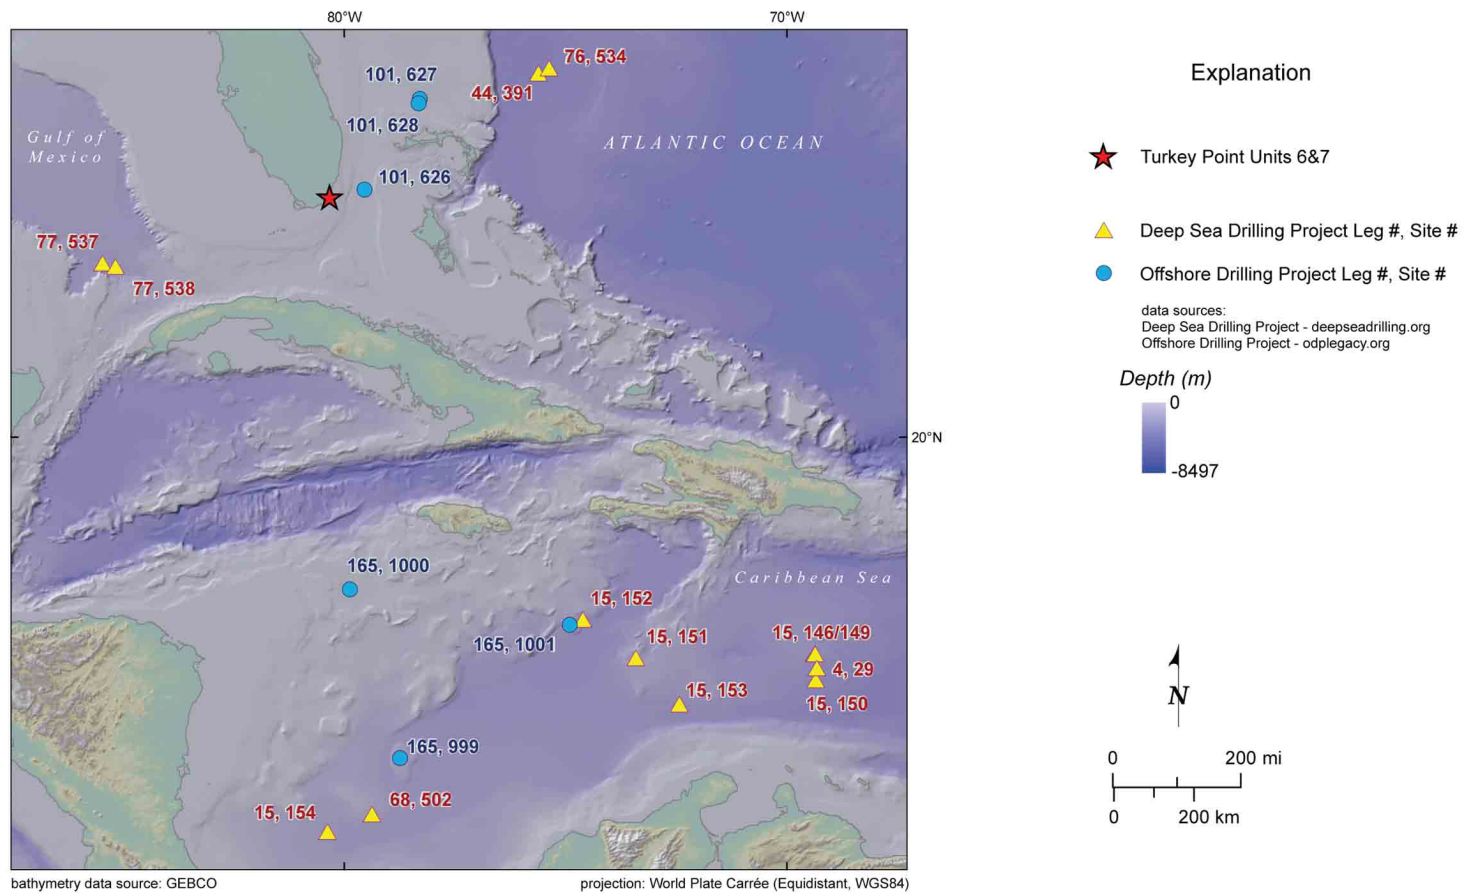 80°W
70°W
76, 534
101, 627
44, 391
101, 628
Gulf of
Mexico
ATLANTIC OCEAN
101, 626
77, 537
77, 538
20°N
165, 1000
Caribbean Sea
15, 152
15, 146/149
15, 151
165, 1001
4, 29
15, 153
15, 150
165, 999
68, 502
15, 154
bathymetry data source: GEBCO
projection: World Plate Carrée (Equidistant, WGS84)
Explanation
Turkey Point Units 6&7
Deep Sea Drilling Project Leg #, Site #
Offshore Drilling Project Leg #, Site #
data sources:
Deep Sea Drilling Project - deepseadrilling.org
Offshore Drilling Project - odplegacy.org
Depth (m)
0
-8497
N
0 200 mi
0 200 km